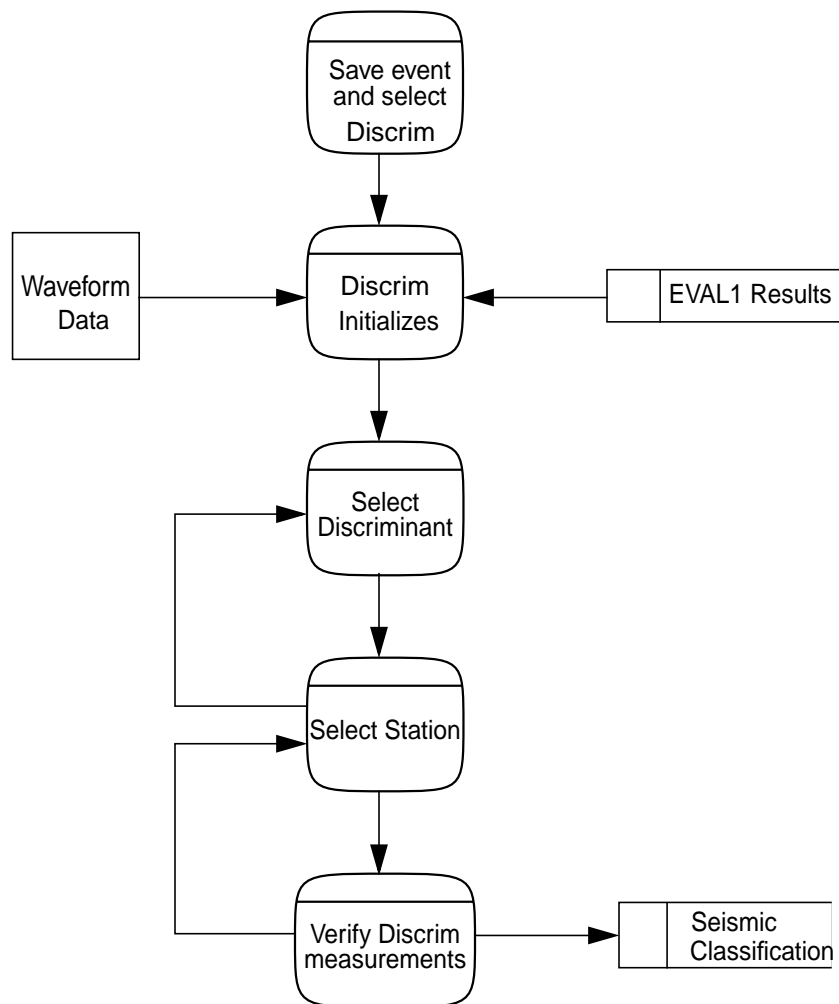 Save event
and select
Discrim
Waveform
Data
Discrim
Initializes
EVAL1 Results
Select
Discriminant
Select Station
Verify Discrim
measurements
Seismic
Classification